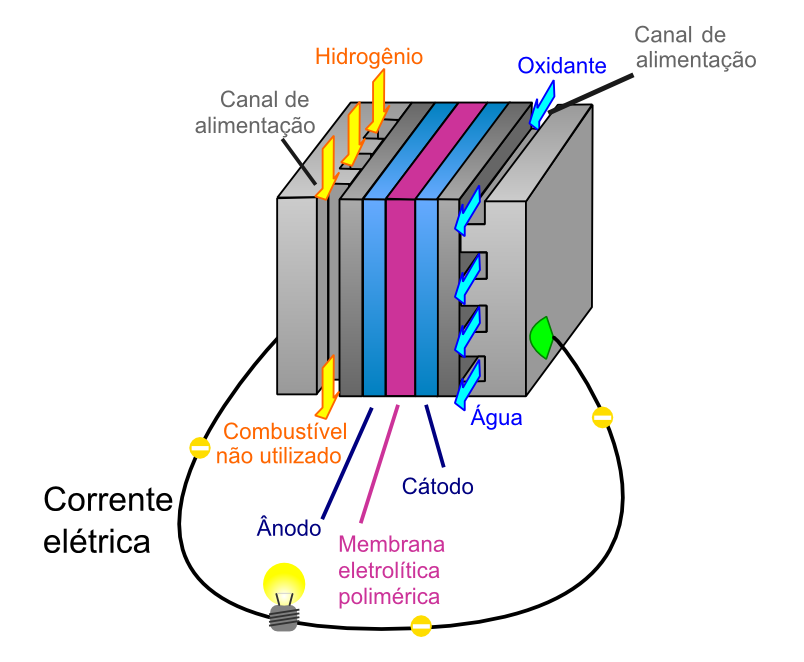 Hidrogênio
Canal de
alimentação
Oxidante
Canal de
alimentação
Combustível
não utilizado
Água
Corrente
elétrica
Ânodo
Cátodo
Membrana
eletrolítica
polimérica